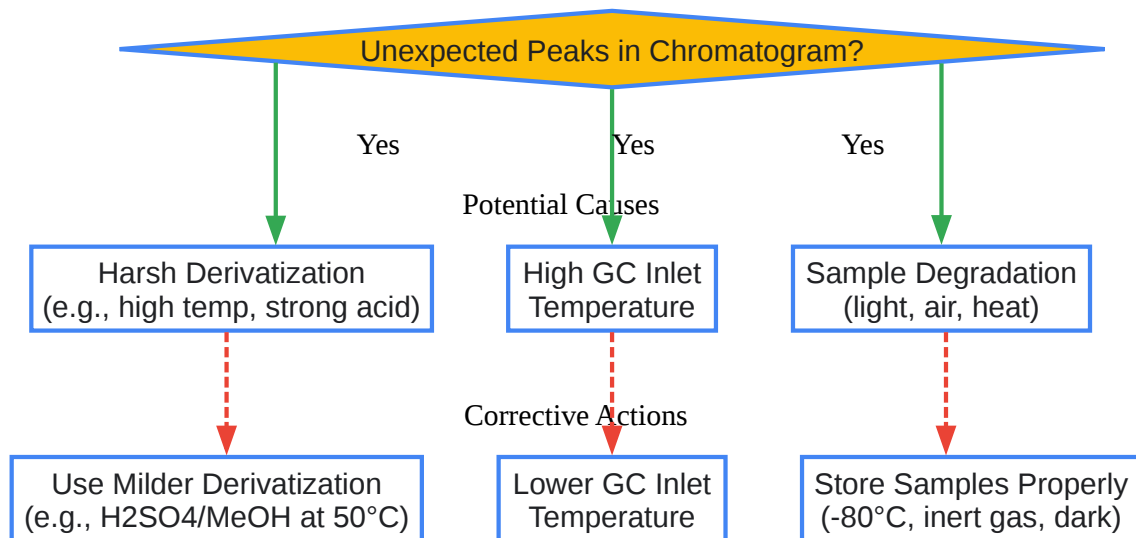 Unexpected Peaks in Chromatogram?
Yes
Yes
Yes
Potential Causes
Harsh Derivatization
(e.g., high temp, strong acid)
High GC Inlet
Temperature
Sample Degradation
(light, air, heat)
Corrective Actions
Use Milder Derivatization
(e.g., H2SO4/MeOH at 50°C)
Lower GC Inlet
Temperature
Store Samples Properly
(-80°C, inert gas, dark)